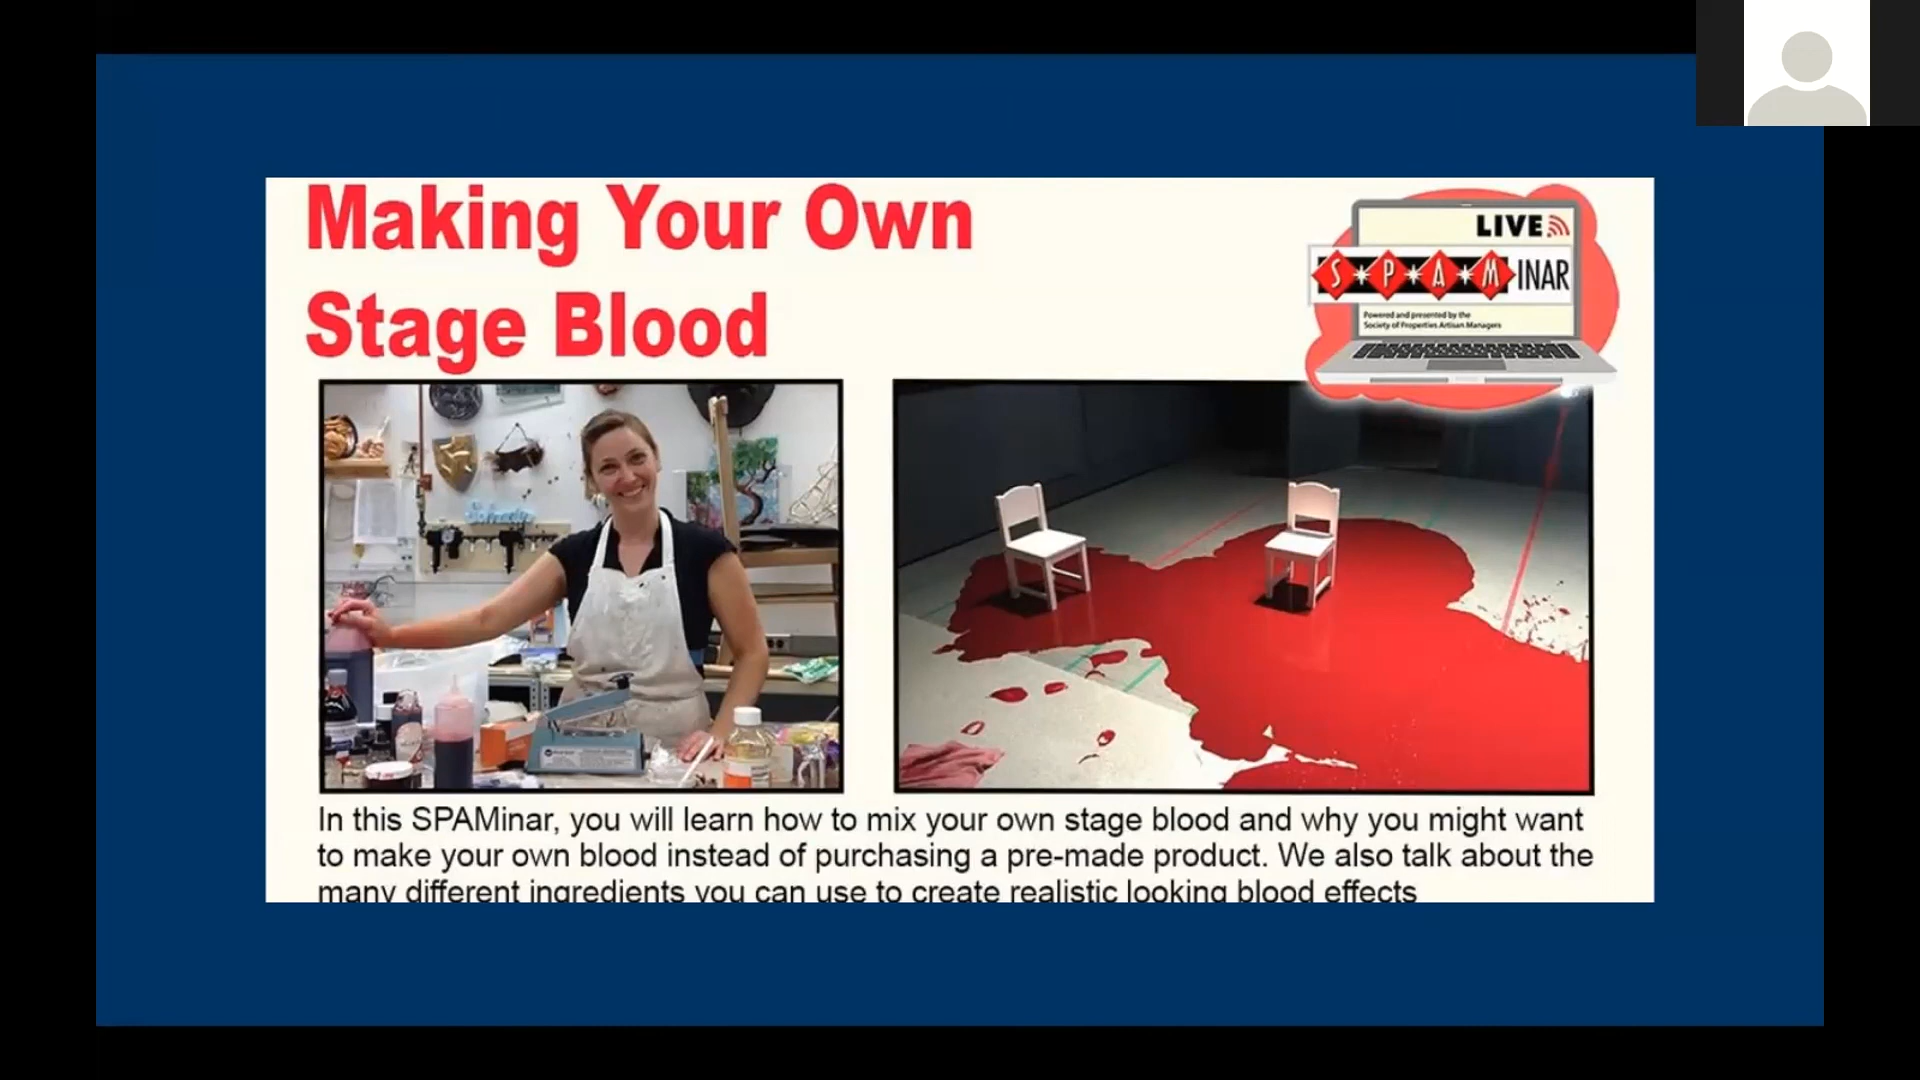 Making Your Own
Stage Blood
LIVE
S*P*A*MINAR
Powered and presented by the
Society of Properties Artisan Managers
In this SPAMinar, you will learn how to mix your own stage blood and why you might want
to make your own blood instead of purchasing a pre-made product. We also talk about the
many different ingredients you can use to create realistic looking blood effects